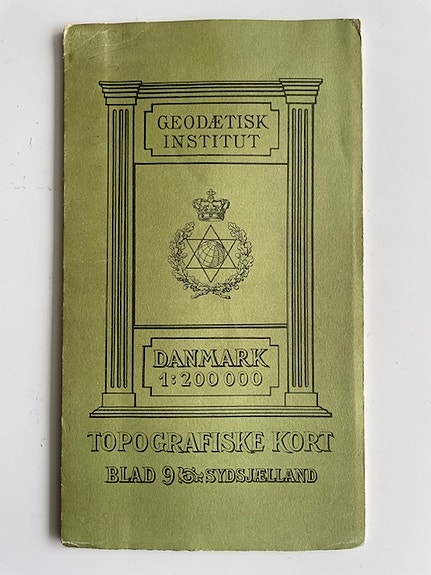 GEODÆTISK
INSTITUT
DANMARK
1:200 000
TOPOGRAFISKE KORT
BLAD 9 SYDSJÆLLAND